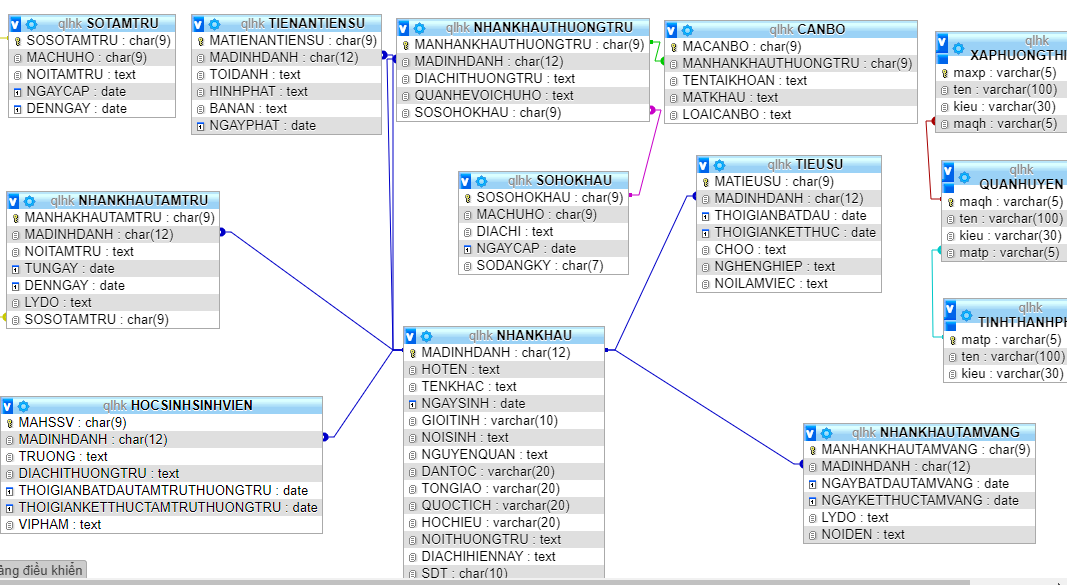 qlhk SOTAMTRU
SOSOTAMTRU : char(9)
MACHUHO : char(9)
NOITAMTRU : text
NGAYCAP : date
DENNGAY : date
qlhk TIENANTIENSU
MATIENANTIENSU : char(9)
MADINHDANH : char(12)
TOIDANH : text
HINHPHAT : text
BANAN : text
NGAYPHAT : date
qlhk NHANKHAUTHUONGTRU
MANHANKHAUTHUONGTRU : char(9)
MADINHDANH : char(12)
DIACHITHUONGTRU : text
QUANHEVOICHUHO : text
SOSOHOKHAU : char(9)
qlhk CANBO
MACANBO : char(9)
MANHANKHAUTHUONGTRU : char(9)
TENTAIKHOAN : text
MATKHAU : text
LOAICANBO : text
qlhk
XAPHUONGTHI
maxp : varchar(5)
ten : varchar(100)
kieu : varchar(30)
maqh : varchar(5)
qlhk NHANKHAUTAMTRU
MANHAKHAUTAMTRU : char(9)
MADINHDANH : char(12)
NOITAMTRU : text
TUNGAY : date
DENNGAY : date
LYDO : text
SOSOTAMTRU : char(9)
qlhk SOHOKHAU
SOSOHOKHAU : char(9)
MACHUHO : char(9)
DIACHI : text
NGAYCAP : date
SODANGKY : char(7)
qlhk TIEUSU
MATIEUSU : char(9)
MADINHDANH : char(12)
THOIGIANBATDAU : date
THOIGIANKETTHUC : date
CHOO : text
NGHENGHIEP : text
NOILAMVIEC : text
qlhk
QUANHUYEN
maqh : varchar(5)
ten : varchar(100)
kieu : varchar(30)
matp : varchar(5)
qlhk
TINHTHANHPH
matp : varchar(5)
ten : varchar(100)
kieu : varchar(30)
qlhk HOCSINHSINHVIEN
MAHSSV : char(9)
MADINHDANH : char(12)
TRUONG : text
DIACHITHUONGTRU : text
THOIGIANBATDAUTAMTRUTHUONGTRU : date
THOIGIANKETTHUCTAMTRUTHUONGTRU : date
VIPHAM : text
qlhk NHANKHAU
MADINHDANH : char(12)
HOTEN : text
TENKHAC : text
NGAYSINH : date
GIOITINH : varchar(10)
NOISINH : text
NGUYENQUAN : text
DANTOC : varchar(20)
TONGIAO : varchar(20)
QUOCTICH : varchar(20)
HOCHIEU : varchar(20)
NOITHUONGTRU : text
DIACHIHIENNAY : text
SDT : char(10)
qlhk NHANKHAUTAMVANG
MANHANKHAUTAMVANG : char(9)
MADINHDANH : char(12)
NGAYBATDAUTAMVANG : date
NGAYKETTHUCTAMVANG : date
LYDO : text
NOIDEN : text
ảng điều khiển